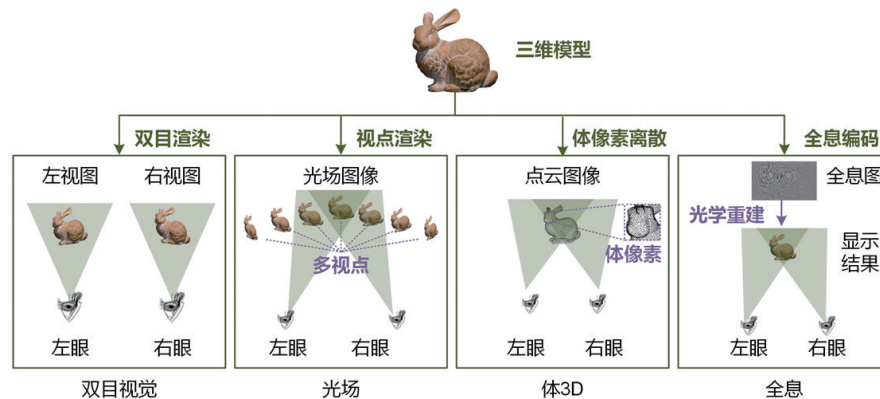 三维模型
双目渲染
视点渲染
体像素离散
全息编码
左视图 右视图
左眼 右眼
双目视觉
光场图像
多视点
左眼 右眼
光场
点云图像
体像素
左眼 右眼
体3D
全息图
光学重建
显示
结果
左眼 右眼
全息